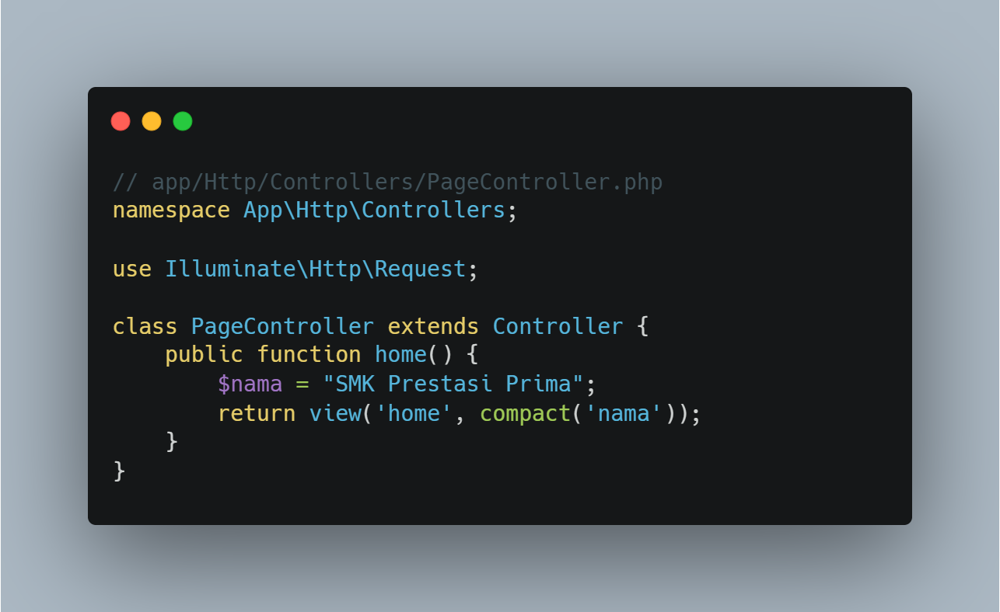 // app/Http/Controllers/PageController.php
namespace App\Http\Controllers;

use Illuminate\Http\Request;

class PageController extends Controller {
    public function home() {
        $nama = "SMK Prestasi Prima";
        return view('home', compact('nama'));
    }
}